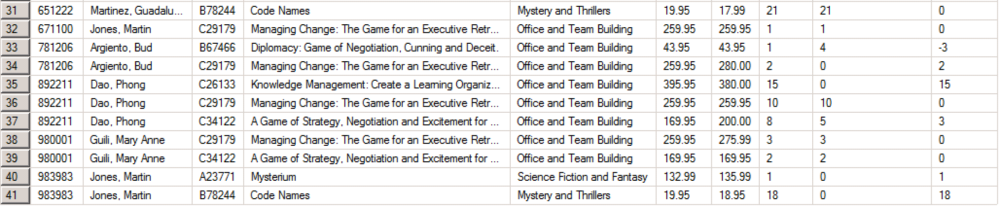 31 651222 Martinez, Guadalu... B78244 Code Names Mystery and Thrillers 19.95 17.99 21 21 0
32 671100 Jones, Martin C29179 Managing Change: The Game for an Executive Retr... Office and Team Building 259.95 259.95 1 1 0
33 781206 Argiento, Bud B67466 Diplomacy: Game of Negotiation, Cunning and Deceit. Office and Team Building 43.95 43.95 1 4 -3
34 781206 Argiento, Bud C29179 Managing Change: The Game for an Executive Retr... Office and Team Building 259.95 280.00 2 0 2
35 892211 Dao, Phong C26133 Knowledge Management: Create a Learning Organiz... Office and Team Building 395.95 380.00 15 0 15
36 892211 Dao, Phong C29179 Managing Change: The Game for an Executive Retr... Office and Team Building 259.95 259.95 10 10 0
37 892211 Dao, Phong C34122 A Game of Strategy, Negotiation and Excitement for ... Office and Team Building 169.95 200.00 8 5 3
38 980001 Guili, Mary Anne C29179 Managing Change: The Game for an Executive Retr... Office and Team Building 259.95 275.99 3 3 0
39 980001 Guili, Mary Anne C34122 A Game of Strategy, Negotiation and Excitement for ... Office and Team Building 169.95 169.95 2 2 0
40 983983 Jones, Martin A23771 Mysterium Science Fiction and Fantasy 132.99 135.99 1 0 1
41 983983 Jones, Martin B78244 Code Names Mystery and Thrillers 19.95 18.95 18 0 18